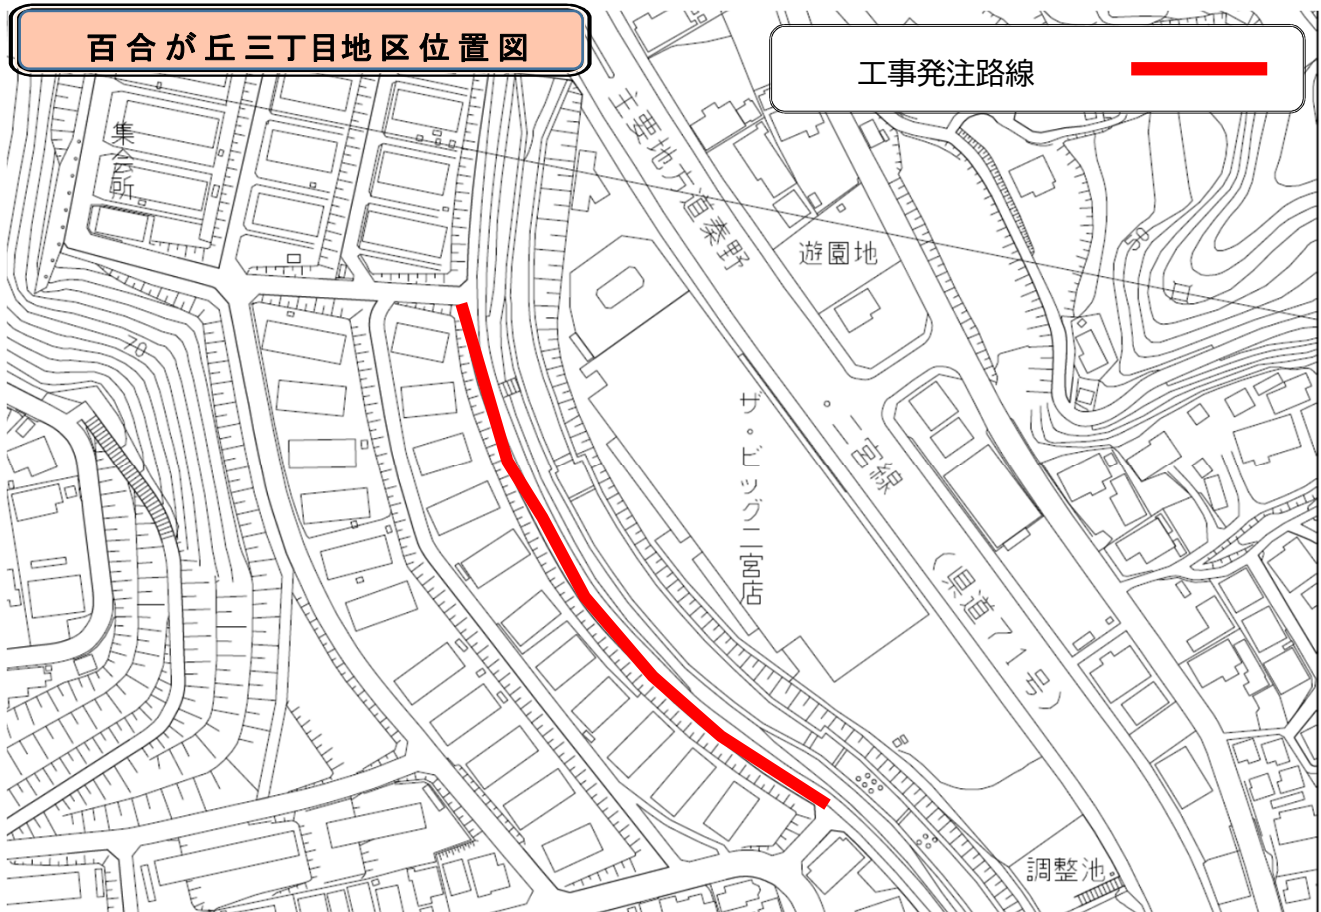 百合が丘三丁目地区位置図
工事発注路線
集会所
主要地方道秦野
遊園地
65
70
ザ・ビッグ二宮店
二宮線
(県道71号)
調整池